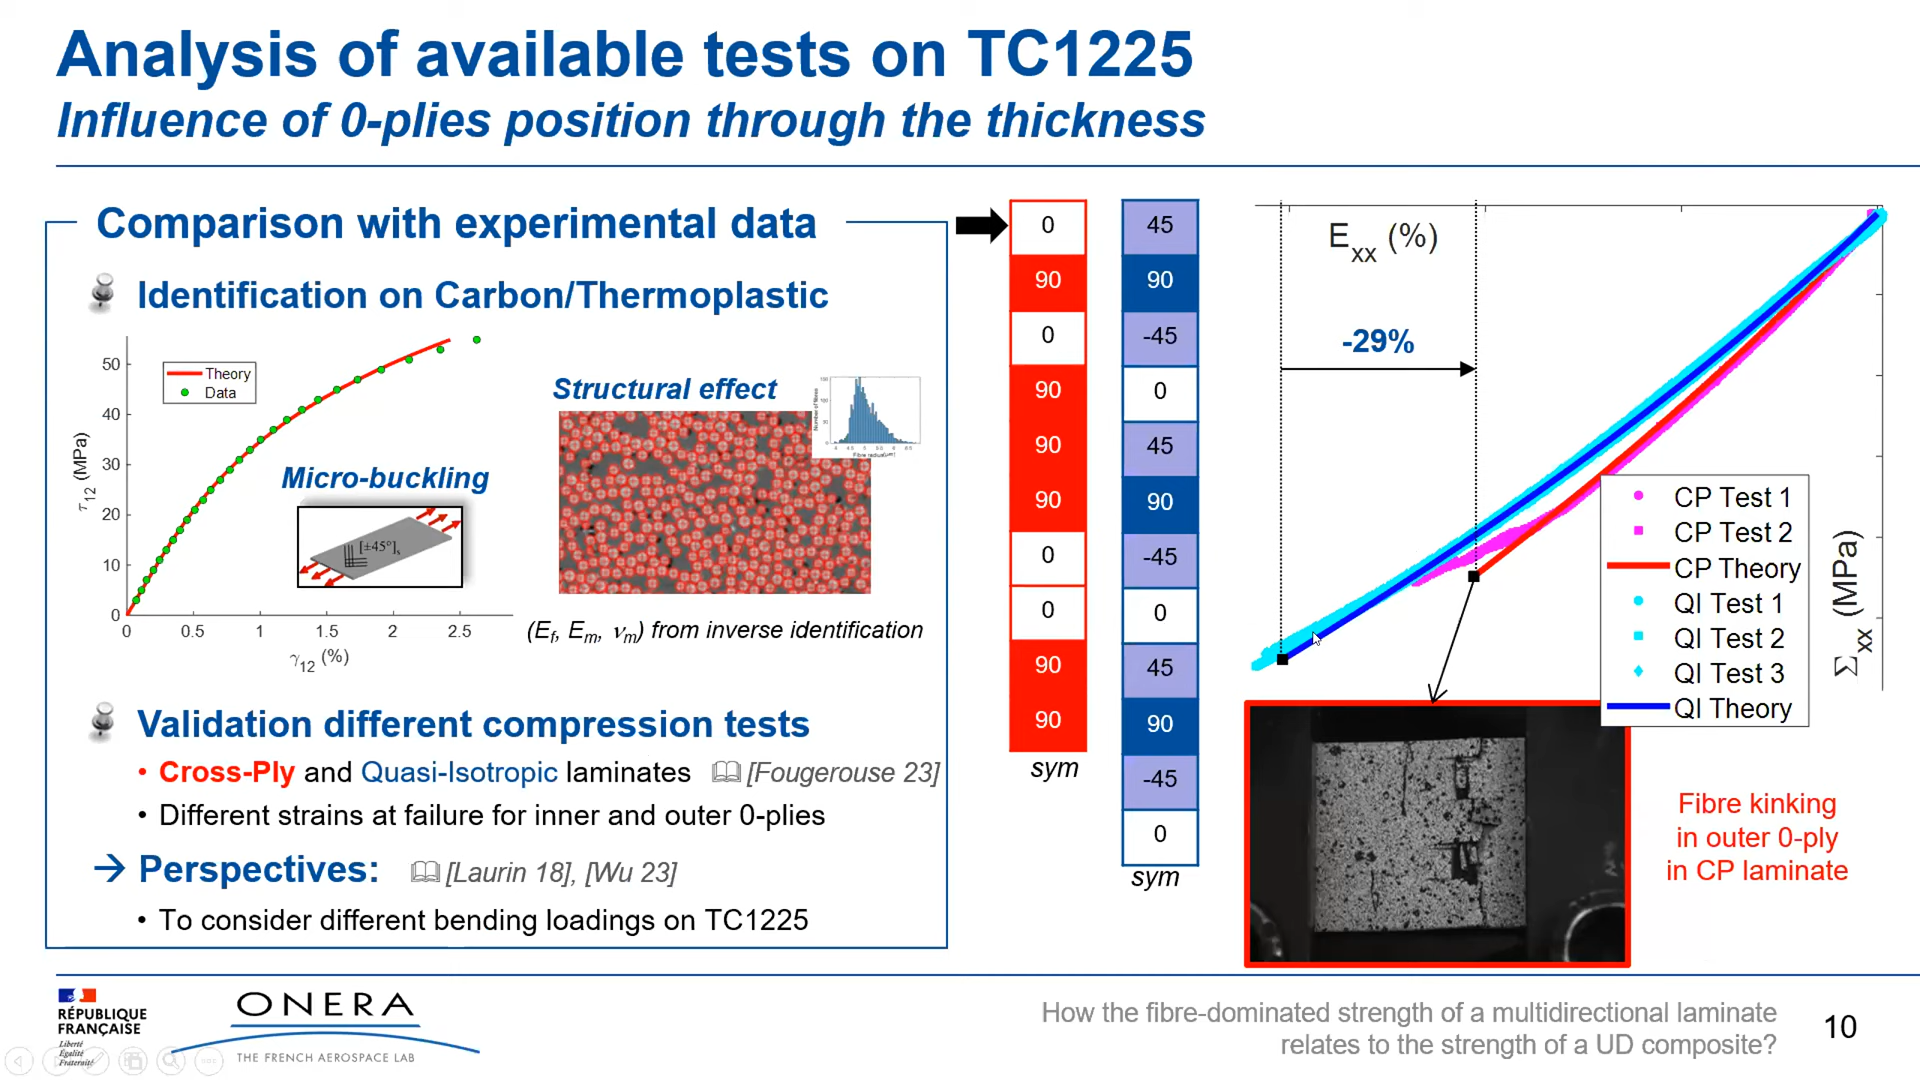 Analysis of available tests on TC1225
Influence of 0-plies position through the thickness
Comparison with experimental data
Identification on Carbon/Thermoplastic
50
40
30
20
10
0
0 0.5 1 1.5 2 2.5
τ12 (MPa)
γ12 (%)
Theory
Data
Micro-buckling
[±45°]s
Structural effect
Fibre radius(μm)
(Ef, Em, νm) from inverse identification
Validation different compression tests
• Cross-Ply and Quasi-Isotropic laminates [Fougerouse 23]
• Different strains at failure for inner and outer 0-plies
→ Perspectives: [Laurin 18], [Wu 23]
• To consider different bending loadings on TC1225
0
90
0
90
90
90
0
0
90
90
sym
45
90
-45
0
45
90
-45
0
45
90
-45
0
sym
Exx (%)
-29%
CP Test 1
CP Test 2
CP Theory
QI Test 1
QI Test 2
QI Test 3
QI Theory
Σxx (MPa)
Fibre kinking
in outer 0-ply
in CP laminate
RÉPUBLIQUE
FRANÇAISE
Liberté
Égalité
Fraternité
ONERA
THE FRENCH AEROSPACE LAB
How the fibre-dominated strength of a multidirectional laminate
relates to the strength of a UD composite?
10